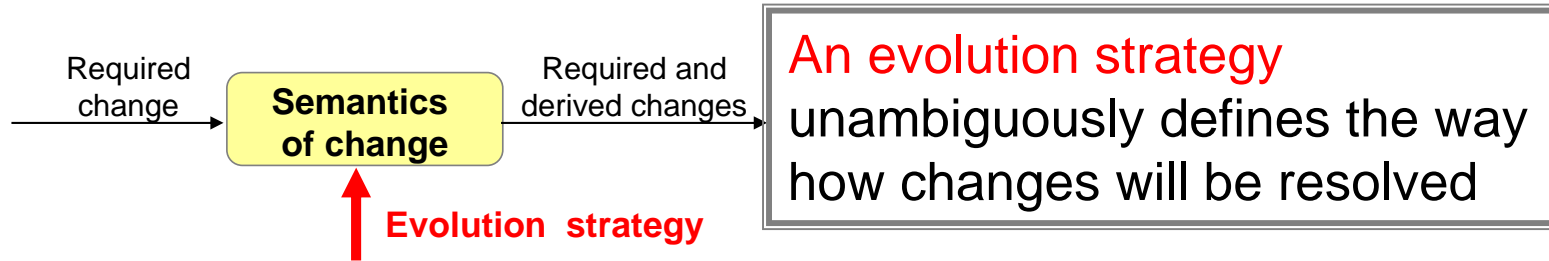 Required
change
Semantics
of change
Required and
derived changes
Evolution strategy
An evolution strategy
unambiguously defines the way
how changes will be resolved